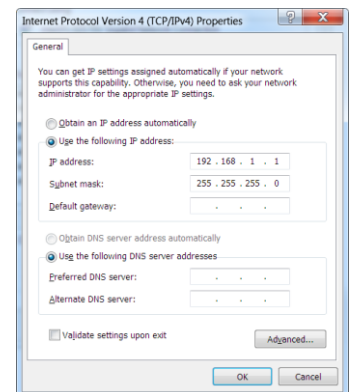 Internet Protocol Version 4 (TCP/IPv4) Properties
General
You can get IP settings assigned automatically if your network
supports this capability. Otherwise, you need to ask your network
administrator for the appropriate IP settings.
Obtain an IP address automatically
Use the following IP address:
IP address: 192 . 168 . 1 . 1
Subnet mask: 255 . 255 . 255 . 0
Default gateway: . . .
Obtain DNS server address automatically
Use the following DNS server addresses
Preferred DNS server: . . .
Alternate DNS server: . . .
Validate settings upon exit
Advanced...
OK Cancel